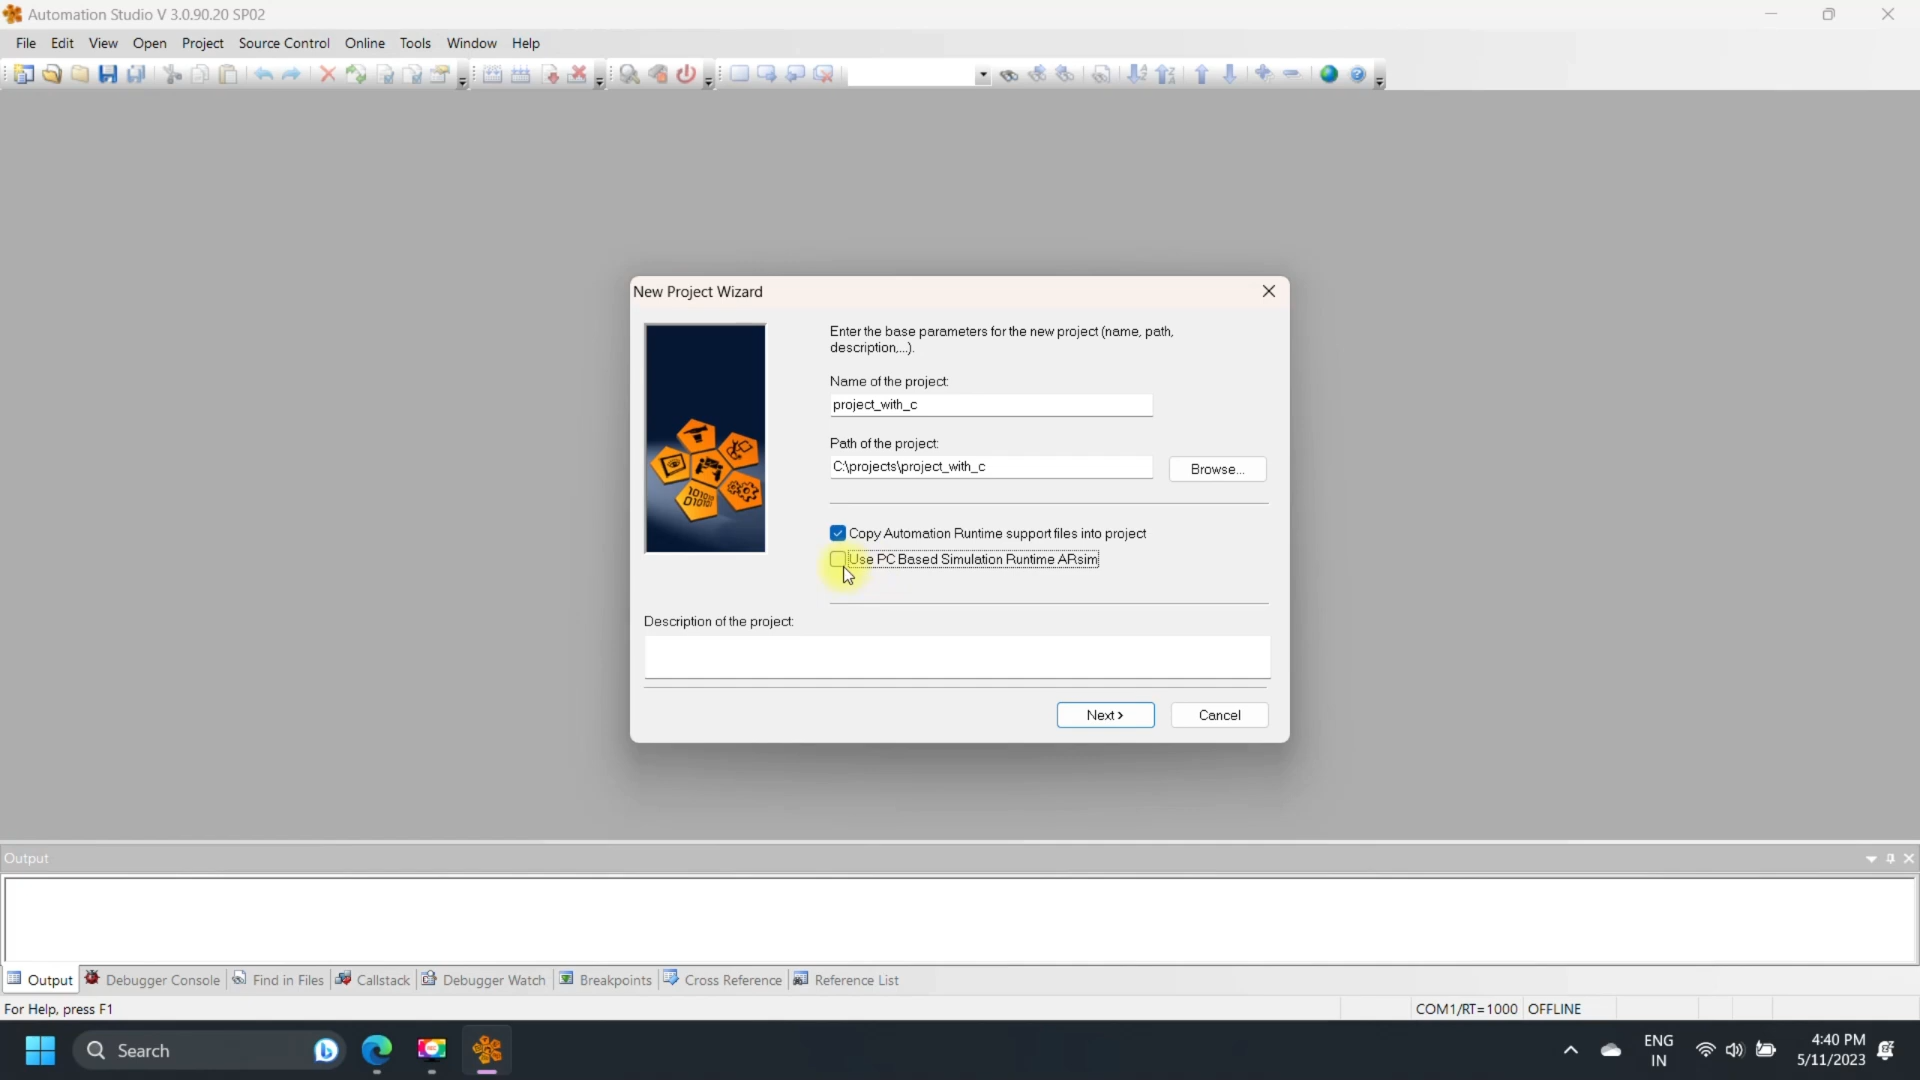 Automation Studio V 3.0.90.20 SP02
File Edit View Open Project Source Control Online Tools Window Help
New Project Wizard
Enter the base parameters for the new project (name, path,
description,...).
Name of the project:
project_with_c
Path of the project:
C:\projects\project_with_c
Browse...
Copy Automation Runtime support files into project
Use PC Based Simulation Runtime ARsim
Description of the project:
Next >
Cancel
Output
Output Debugger Console Find in Files Callstack Debugger Watch Breakpoints Cross Reference Reference List
For Help, press F1
COM1/RT=1000 OFFLINE
Search
ENG
IN
4:40 PM
5/11/2023